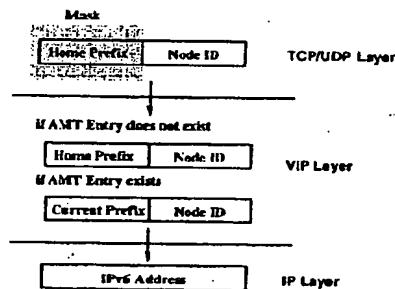 Mask
Home Prefix Node ID TCP/UDP Layer
if AMT Entry does not exist
Home Prefix Node ID VIP Layer
if AMT Entry exists
Current Prefix Node ID
IPv6 Address IP Layer